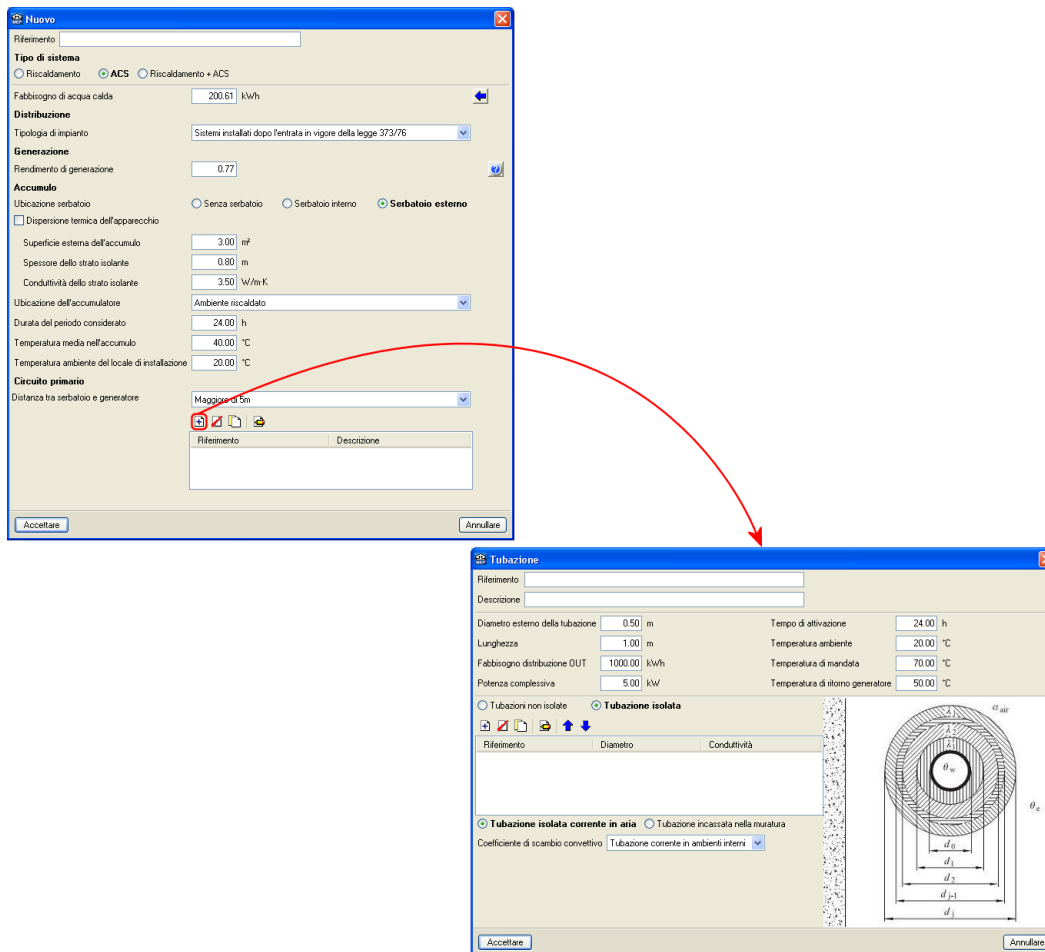 Nuovo
Riferimento
Tipo di sistema
Riscaldamento ACS Riscaldamento + ACS
Fabbisogno di acqua calda 200.61 kWh
Distribuzione
Tipologia di impianto Sistemi installati dopo l'entrata in vigore della legge 373/76
Generazione
Rendimento di generazione 0.77
Accumulo
Ubicazione serbatoio Senza serbatoio Serbatoio interno Serbatoio esterno
Dispersione termica dell'apparecchio
Superficie esterna dell'accumulo 3.00 m²
Spessore dello strato isolante 0.80 m
Conduttività dello strato isolante 3.50 W/m·K
Ubicazione dell'accumulatore Ambiente riscaldato
Durata del periodo considerato 24.00 h
Temperatura media nell'accumulo 40.00 °C
Temperatura ambiente del locale di installazione 20.00 °C
Circuito primario
Distanza tra serbatoio e generatore Maggiore di 5m
Riferimento Descrizione
Accettare Annullare
Tubazione
Riferimento
Descrizione
Diametro esterno della tubazione 0.50 m Tempo di attivazione 24.00 h
Lunghezza 1.00 m Temperatura ambiente 20.00 °C
Fabbisogno distribuzione OUT 1000.00 kWh Temperatura di mandata 70.00 °C
Potenza complessiva 5.00 kW Temperatura di ritorno generatore 50.00 °C
Tubazioni non isolate Tubazione isolata
Riferimento Diametro Conduttività
Tubazione isolata corrente in aria Tubazione incassata nella muratura
Coefficiente di scambio convettivo Tubazione corrente in ambienti interni
α air
θ w
θ e
d 0
d 1
d 2
d j-1
d j
Accettare Annullare